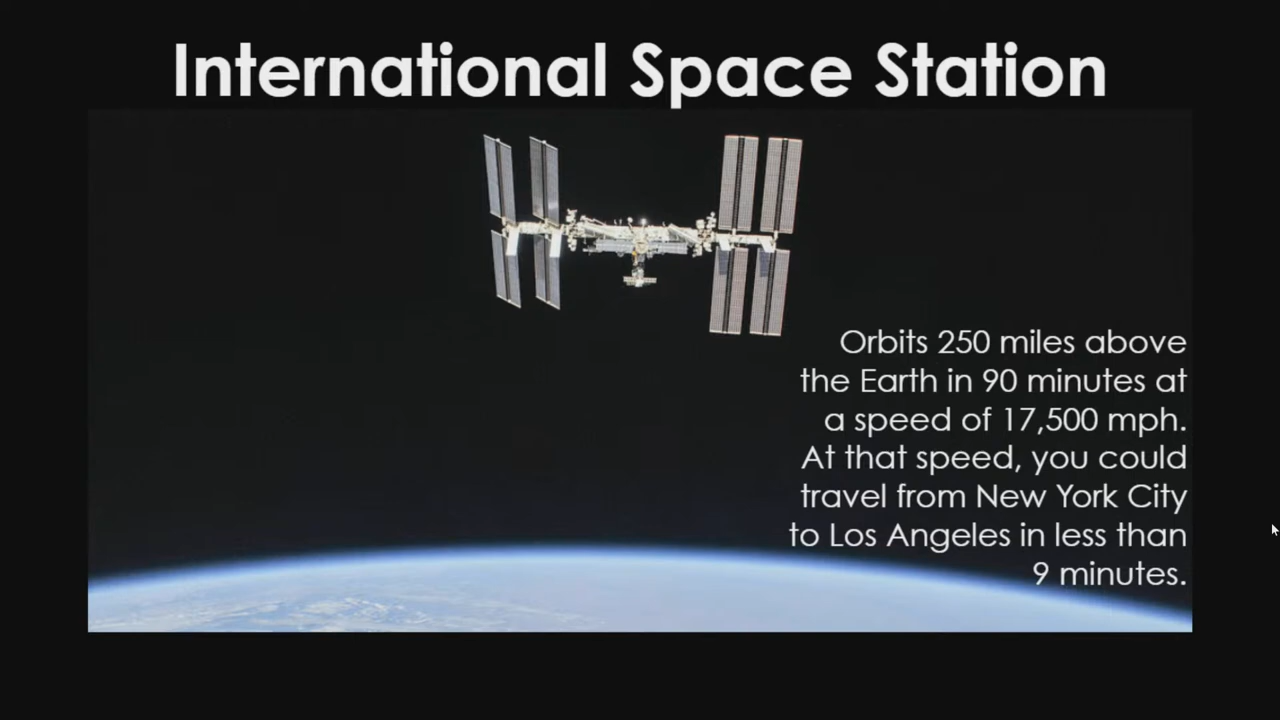 International Space Station
Orbits 250 miles above
the Earth in 90 minutes at
a speed of 17,500 mph.
At that speed, you could
travel from New York City
to Los Angeles in less than
9 minutes.